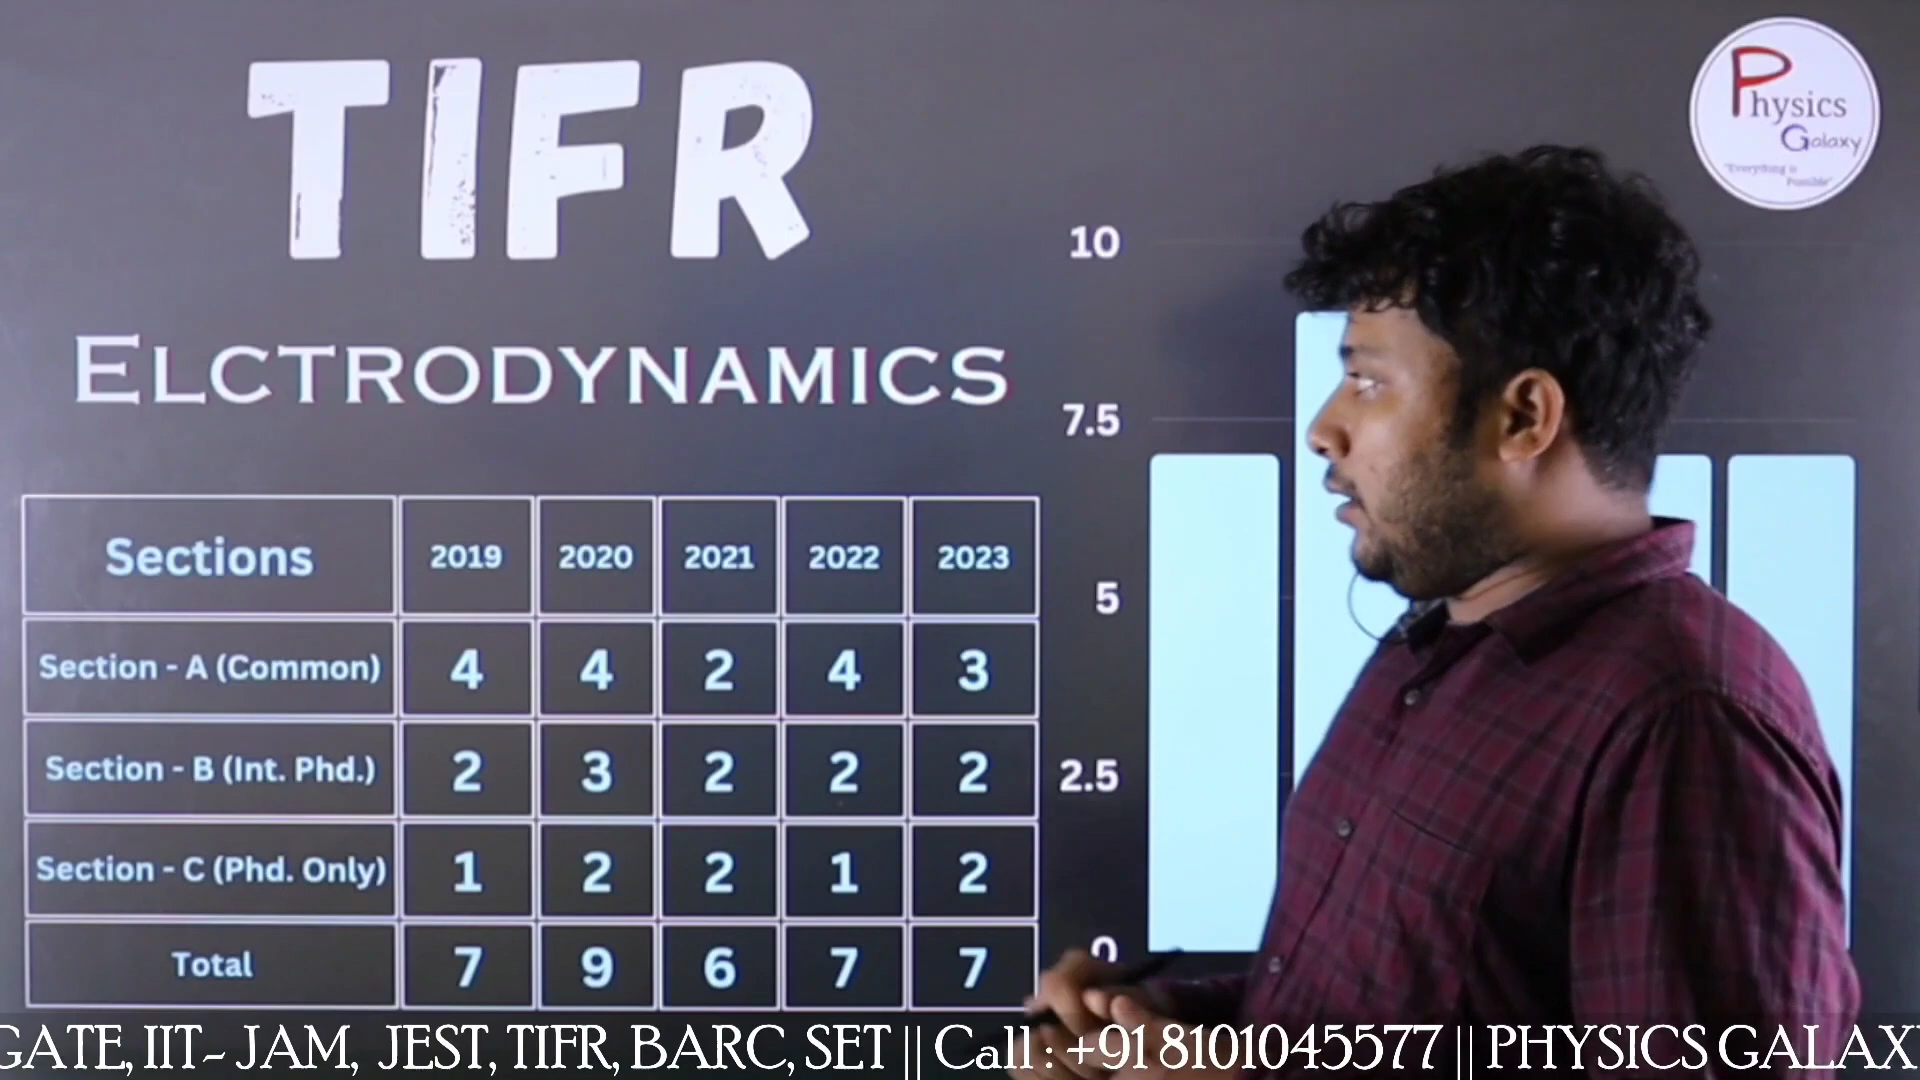 TIFR
ELCTRODYNAMICS
Sections 2019 2020 2021 2022 2023
Section - A (Common) 4 4 2 4 3
Section - B (Int. Phd.) 2 3 2 2 2
Section - C (Phd. Only) 1 2 2 1 2
Total 7 9 6 7 7
10
7.5
5
2.5
0
Physics
Galaxy
"Everything is
Possible"
GATE, IIT- JAM, JEST, TIFR, BARC, SET || Call : +91 8101045577 || PHYSICS GALAX